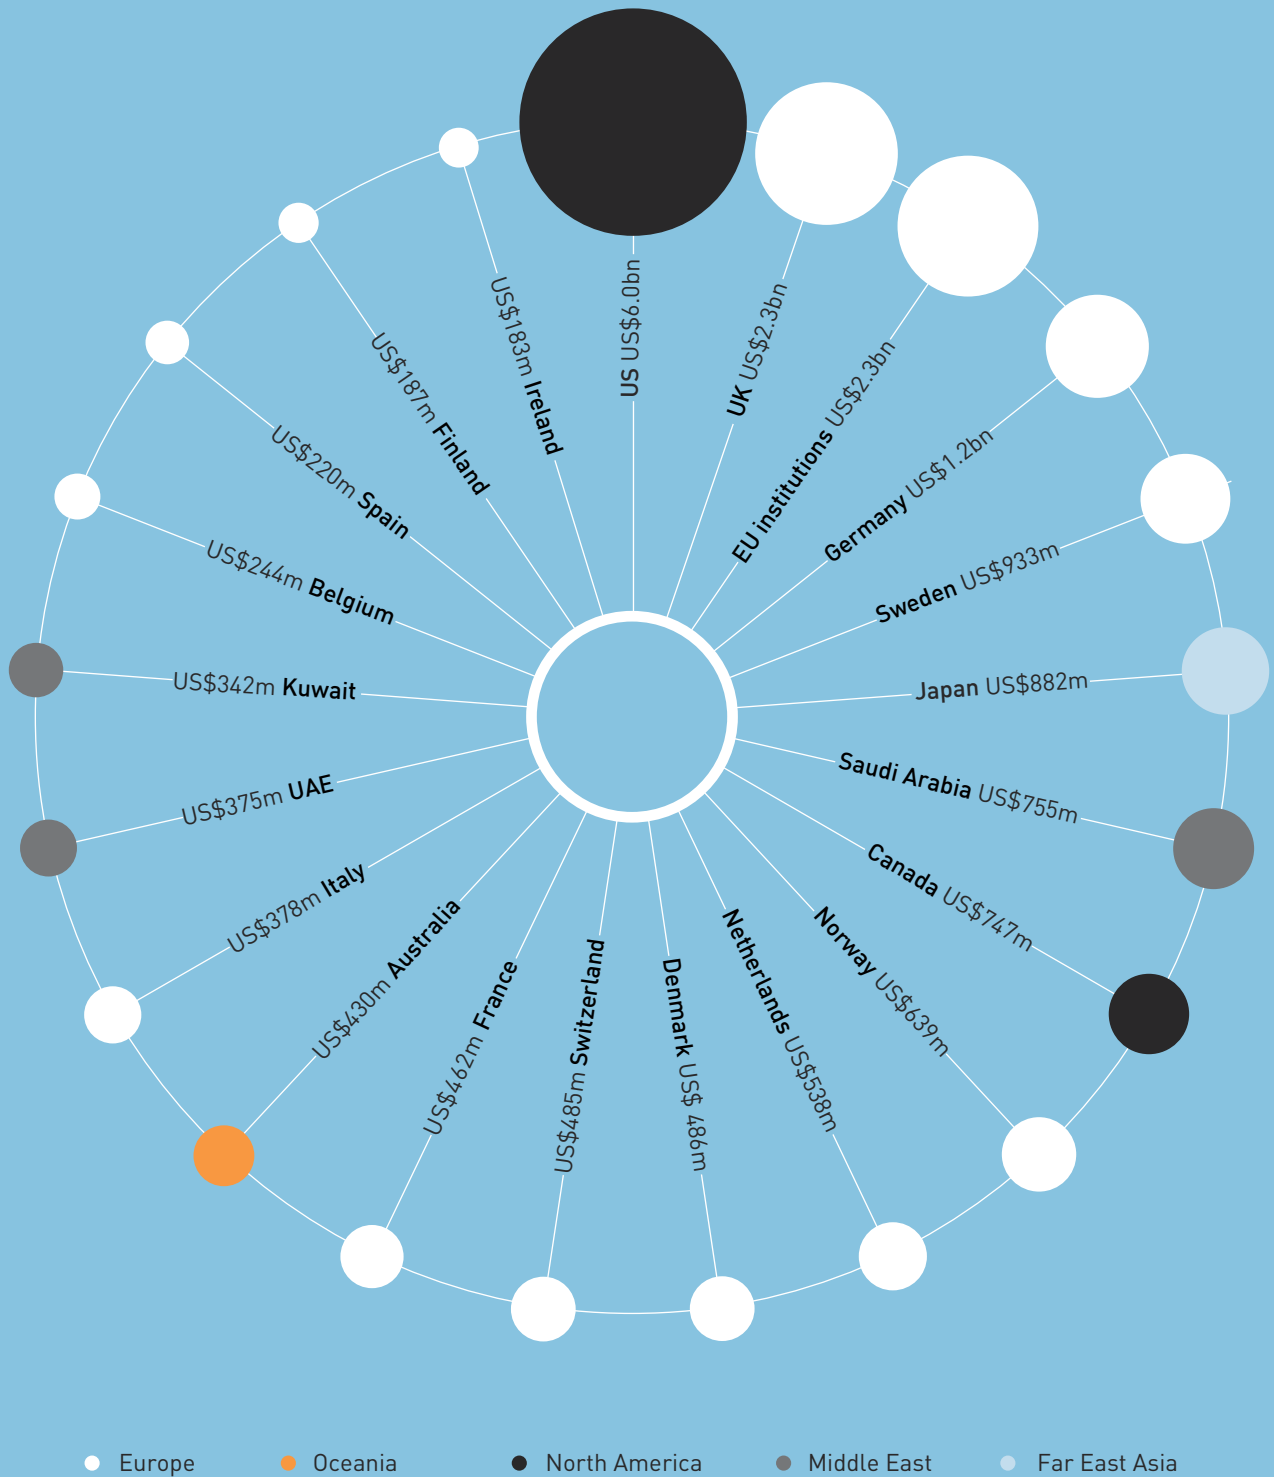 US US$6.0bn
UK US$2.3bn
EU institutions US$2.3bn
Germany US$1.2bn
Sweden US$933m
Japan US$882m
Saudi Arabia US$755m
Canada US$747m
Norway US$639m
Netherlands US$538m
Denmark US$ 486m
US$485m Switzerland
US$462m France
US$430m Australia
US$378m Italy
US$375m UAE
US$342m Kuwait
US$244m Belgium
US$220m Spain
US$187m Finland
US$183m Ireland
Europe
Oceania
North America
Middle East
Far East Asia